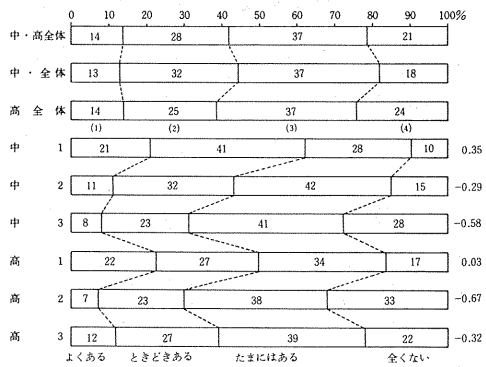 0 10 20 30 40 50 60 70 80 90 100%
中・高全体 14 28 37 21
中・全体 13 32 37 18
高全体 14 25 37 24
(1) (2) (3) (4)
中 1 21 41 28 10 0.35
中 2 11 32 42 15 -0.29
中 3 8 23 41 28 -0.58
高 1 22 27 34 17 0.03
高 2 7 23 38 33 -0.67
高 3 12 27 39 22 -0.32
よくある ときどきある たまにはある 全くない